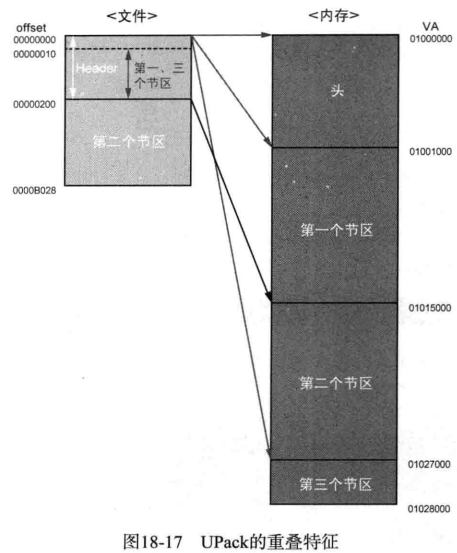 <文件>
<内存>
offset
VA
00000000
01000000
00000010
Header
第一、三
个节区
头
00000200
第二个节区
01001000
0000B028
第一个节区
01015000
第二个节区
01027000
第三个节区
01028000
图18-17 UPack的重叠特征